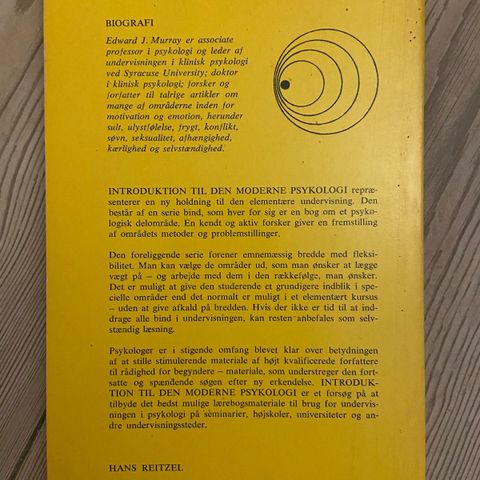 BIOGRAFI
Edward J. Murray er associate
professor i psykologi og leder af
undervisningen i klinisk psykologi
ved Syracuse University; doktor
i klinisk psykologi; forsker og
forfatter til talrige artikler om
mange af områderne inden for
motivation og emotion, herunder
sult, ulystfølelse, frygt, konflikt,
søvn, seksualitet, afhængighed,
kærlighed og selvstændighed.
INTRODUKTION TIL DEN MODERNE PSYKOLOGI repræ-
senterer en ny holdning til den elementære undervisning. Den
består af en serie bind, som hver for sig er en bog om et psyko-
logisk delområde. En kendt og aktiv forsker giver en fremstilling
af områdets metoder og problemstillinger.
Den foreliggende serie forener emnemæssig bredde med fleksi-
bilitet. Man kan vælge de områder ud, som man ønsker at lægge
vægt på – og arbejde med dem i den rækkefølge, man ønsker.
Det er muligt at give den studerende et grundigere indblik i spe-
cielle områder end det normalt er muligt i et elementært kursus
– uden at give afkald på bredden. Hvis der ikke er tid til at ind-
drage alle bind i undervisningen, kan resten anbefales som selv-
stændig læsning.
Psykologer er i stigende omfang blevet klar over betydningen
af at stille stimulerende materiale af højt kvalificerede forfattere
til rådighed for begyndere – materiale, som understreger den fort-
satte og spændende søgen efter ny erkendelse. INTRODUK-
TION TIL DEN MODERNE PSYKOLOGI er et forsøg på at
tilbyde det bedst mulige lærebogsmateriale til brug for undervis-
ningen i psykologi på seminarier, højskoler, universiteter og an-
dre undervisningssteder.
HANS REITZEL